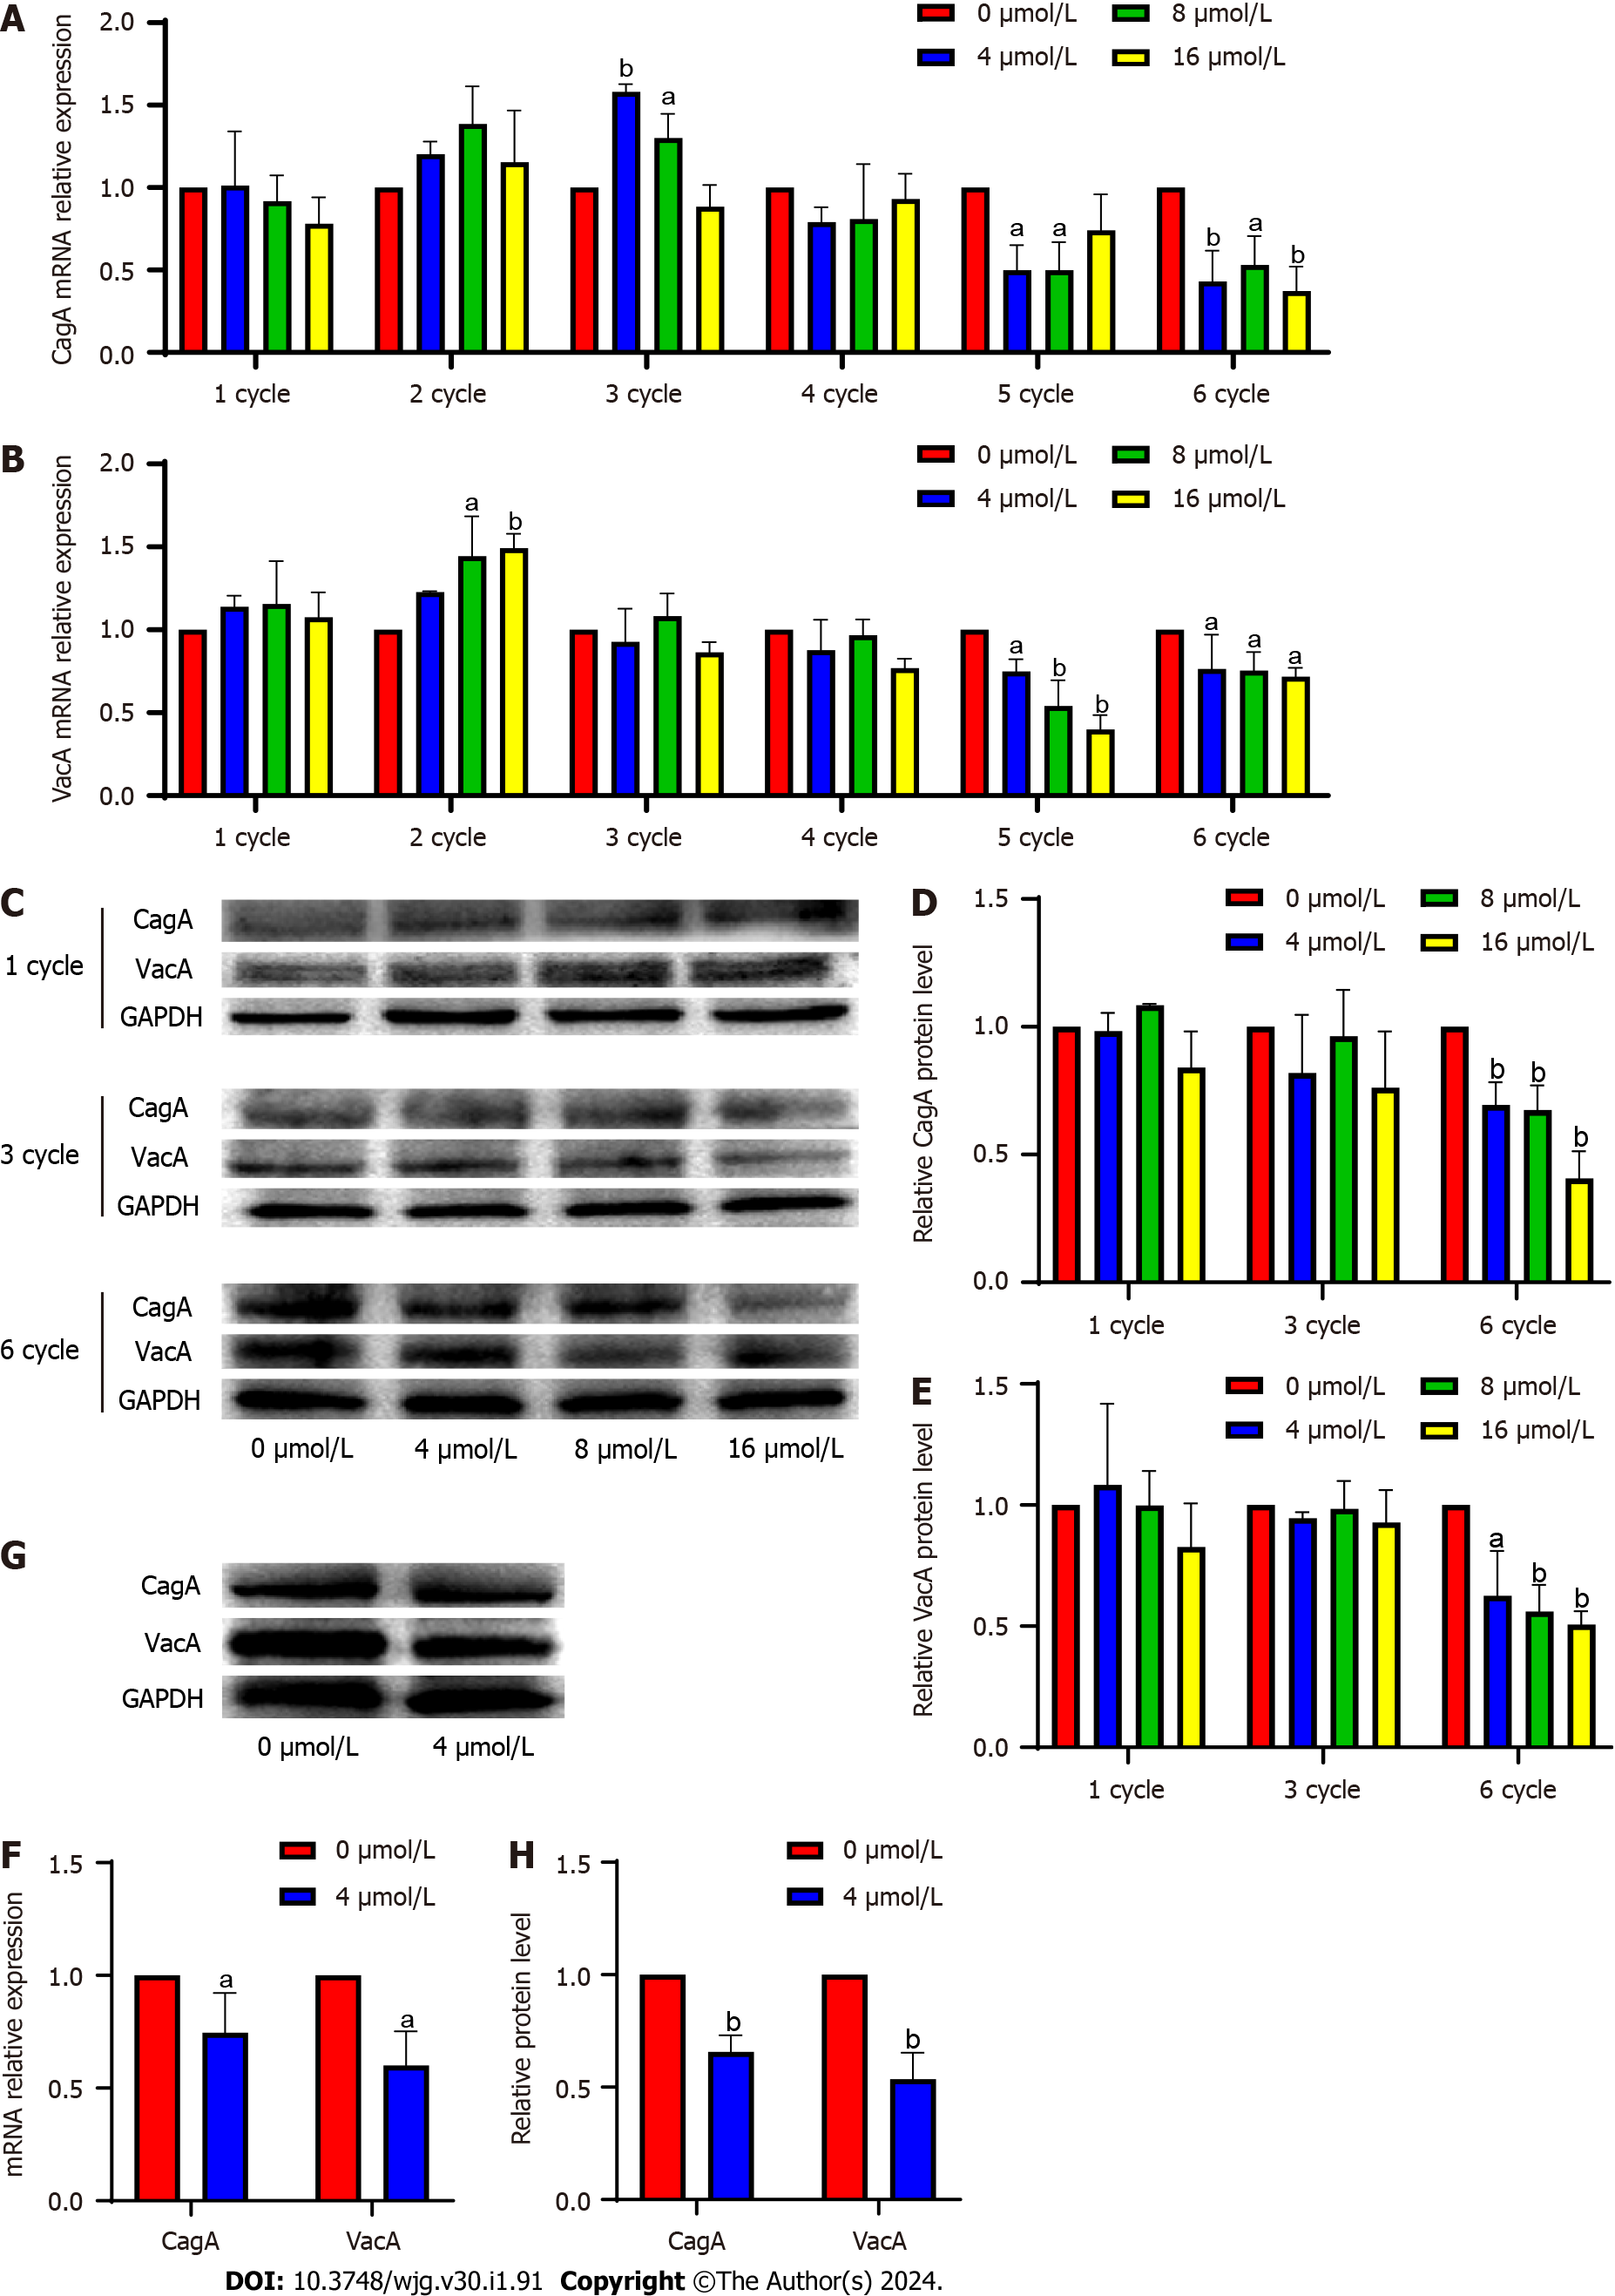 A
CagA mRNA relative expression
0 µmol/L 8 µmol/L
4 µmol/L 16 µmol/L
2.0
1.5
1.0
0.5
0.0
b
a
a a
b a b
1 cycle 2 cycle 3 cycle 4 cycle 5 cycle 6 cycle
B
VacA mRNA relative expression
0 µmol/L 8 µmol/L
4 µmol/L 16 µmol/L
2.0
1.5
1.0
0.5
0.0
a b
a b b
a a a
1 cycle 2 cycle 3 cycle 4 cycle 5 cycle 6 cycle
C
1 cycle
CagA
VacA
GAPDH
3 cycle
CagA
VacA
GAPDH
6 cycle
CagA
VacA
GAPDH
0 µmol/L 4 µmol/L 8 µmol/L 16 µmol/L
D
Relative CagA protein level
0 µmol/L 8 µmol/L
4 µmol/L 16 µmol/L
1.5
1.0
0.5
0.0
b b b
1 cycle 3 cycle 6 cycle
E
Relative VacA protein level
0 µmol/L 8 µmol/L
4 µmol/L 16 µmol/L
1.5
1.0
0.5
0.0
a b b
1 cycle 3 cycle 6 cycle
G
CagA
VacA
GAPDH
0 µmol/L 4 µmol/L
F
mRNA relative expression
0 µmol/L
4 µmol/L
1.5
1.0
0.5
0.0
a a
CagA VacA
H
Relative protein level
0 µmol/L
4 µmol/L
1.5
1.0
0.5
0.0
b b
CagA VacA
DOI: 10.3748/wjg.v30.i1.91 Copyright ©The Author(s) 2024.